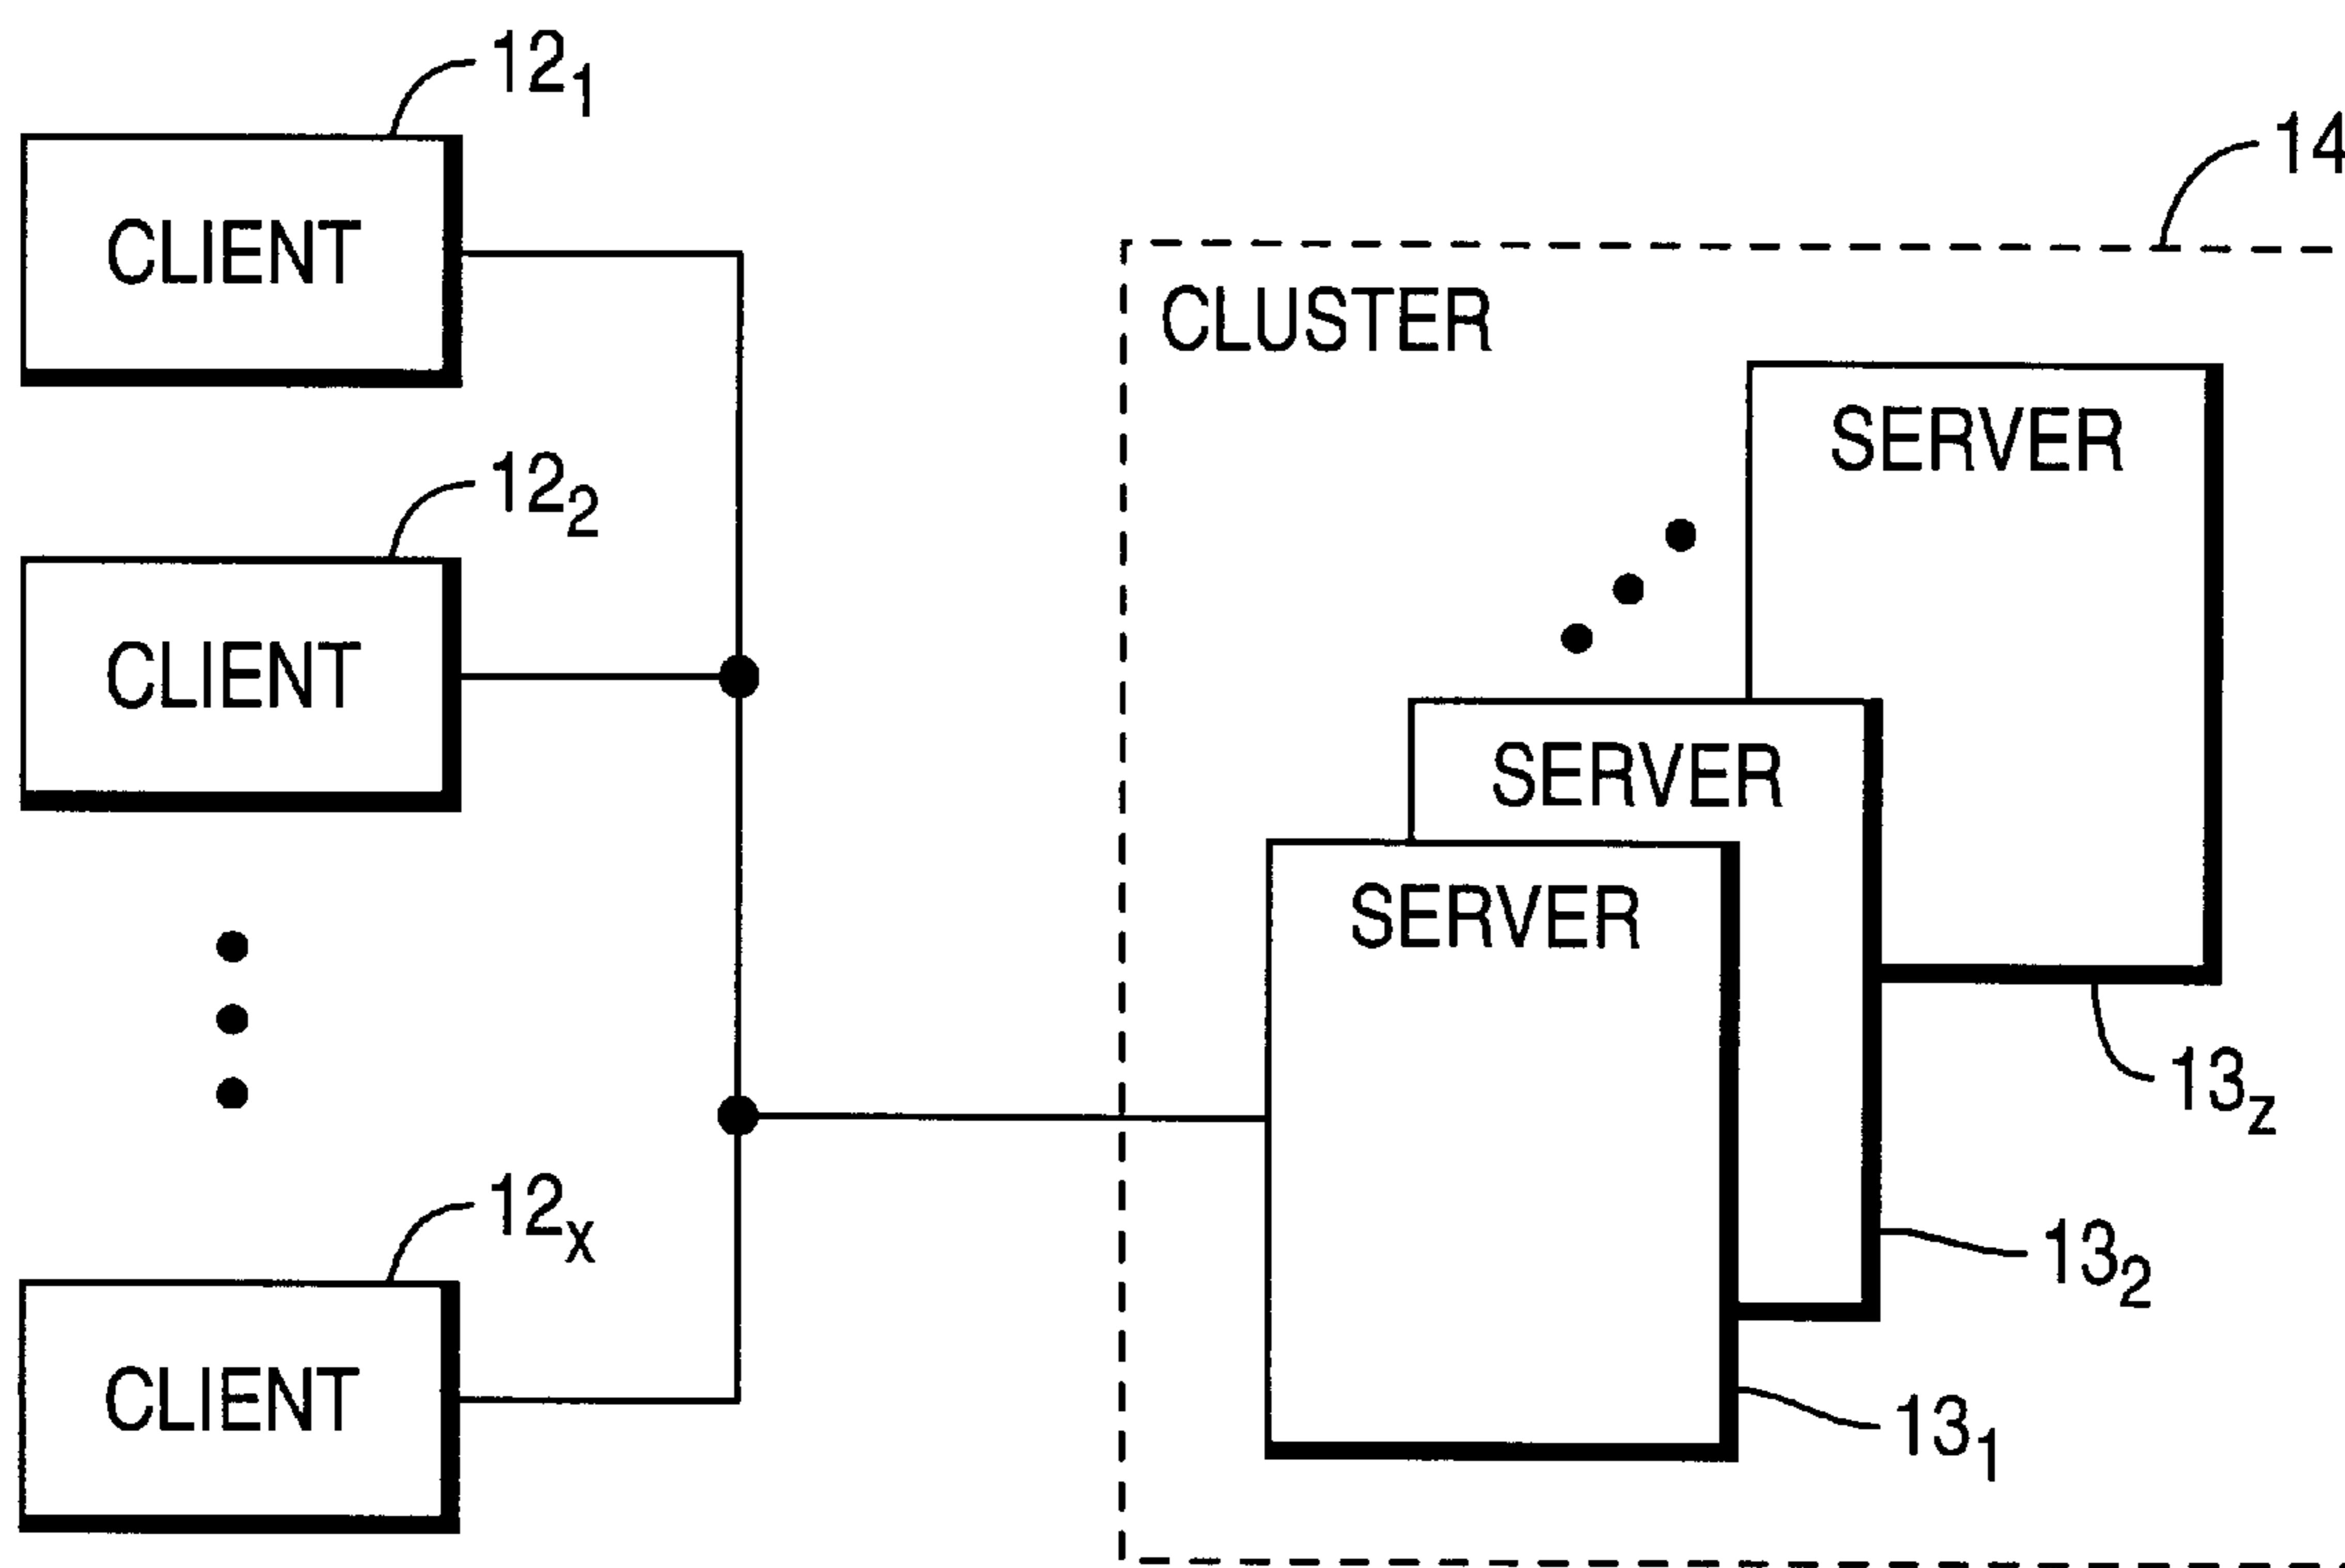 12₁
CLIENT
12₂
CLIENT
12ₓ
CLIENT
14
CLUSTER
SERVER
SERVER
SERVER
13z
13₂
13₁